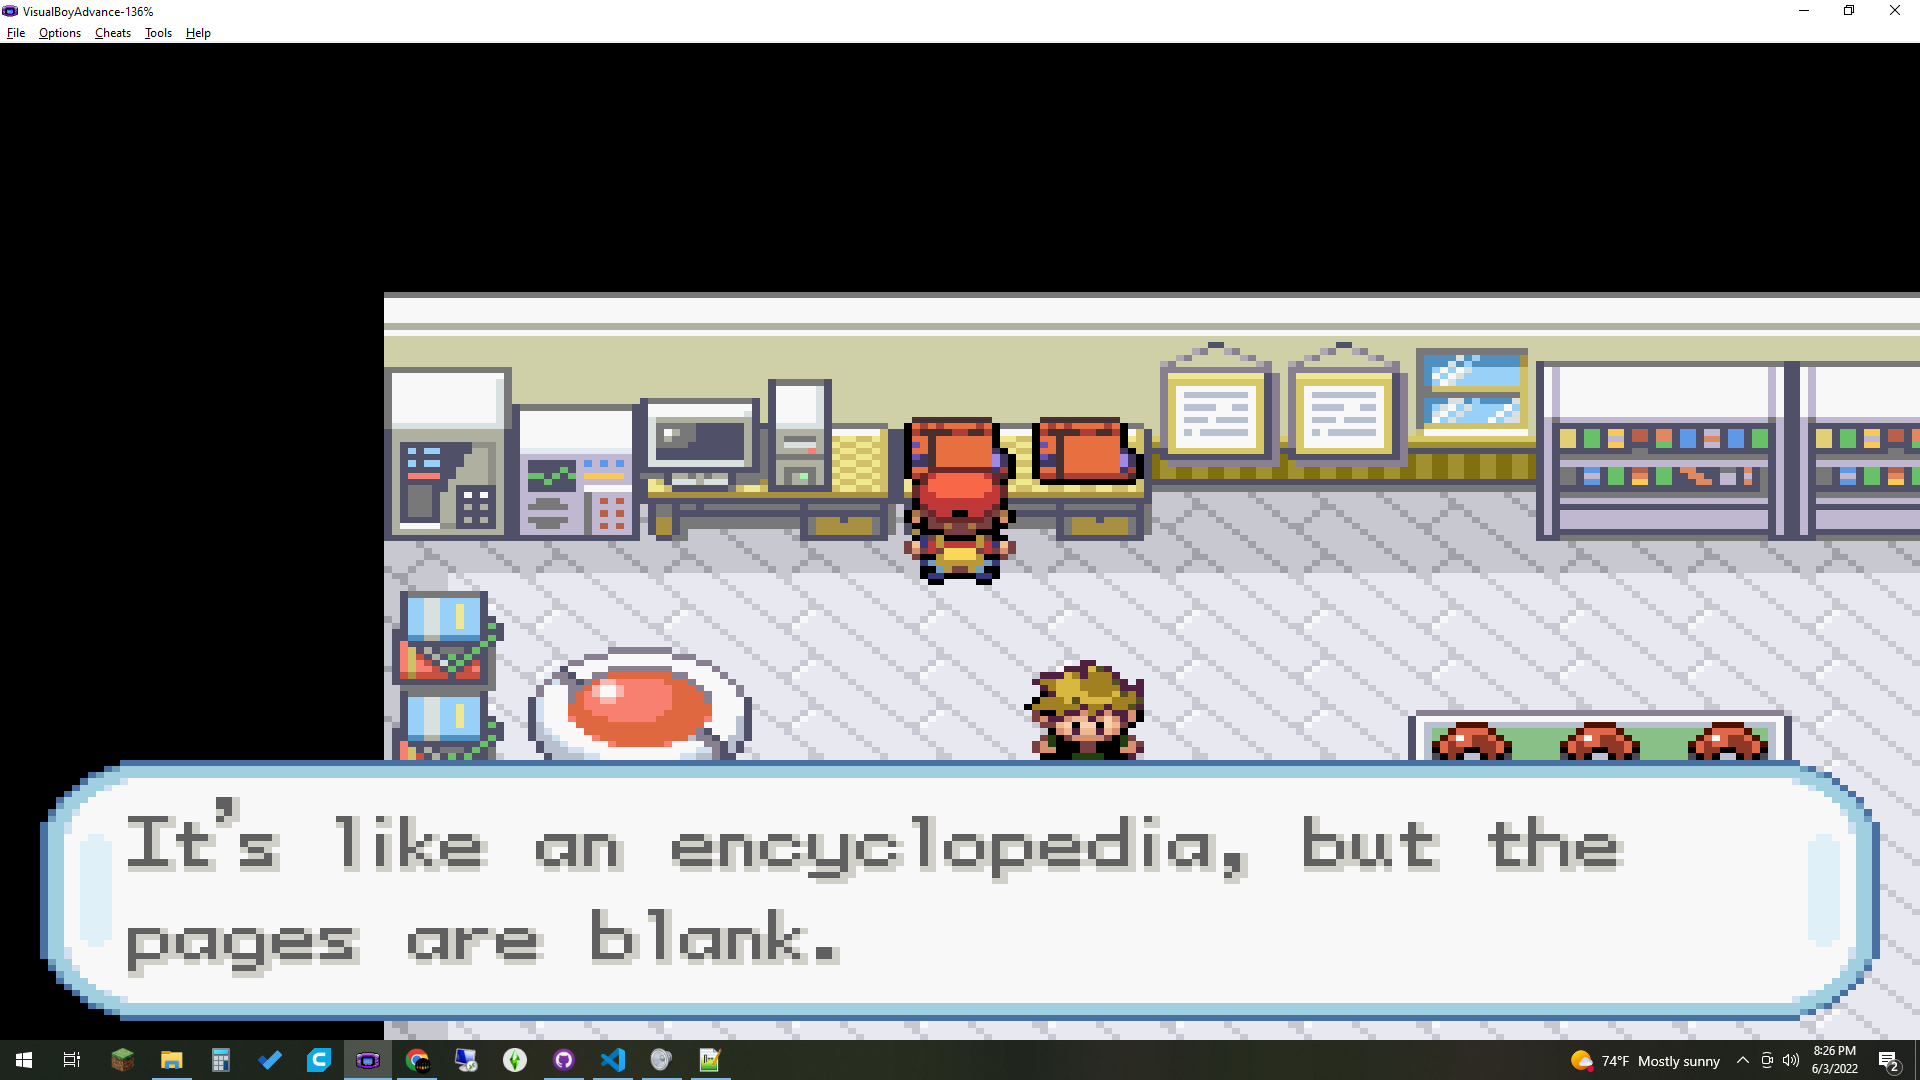 VisualBoyAdvance-136%
File Options Cheats Tools Help
It's like an encyclopedia, but the
pages are blank.
74°F Mostly sunny
8:26 PM
6/3/2022
2